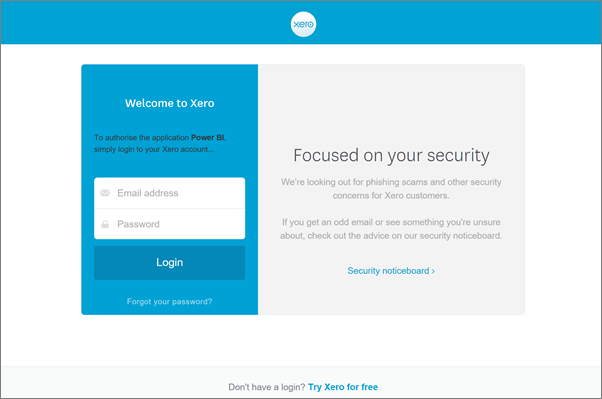 xero
Welcome to Xero
To authorise the application Power BI,
simply login to your Xero account...
Email address
Password
Login
Forgot your password?
Focused on your security
We're looking out for phishing scams and other security
concerns for Xero customers.
If you get an odd email or see something you're unsure
about, check out the advice on our security noticeboard.
Security noticeboard ›
Don't have a login? Try Xero for free